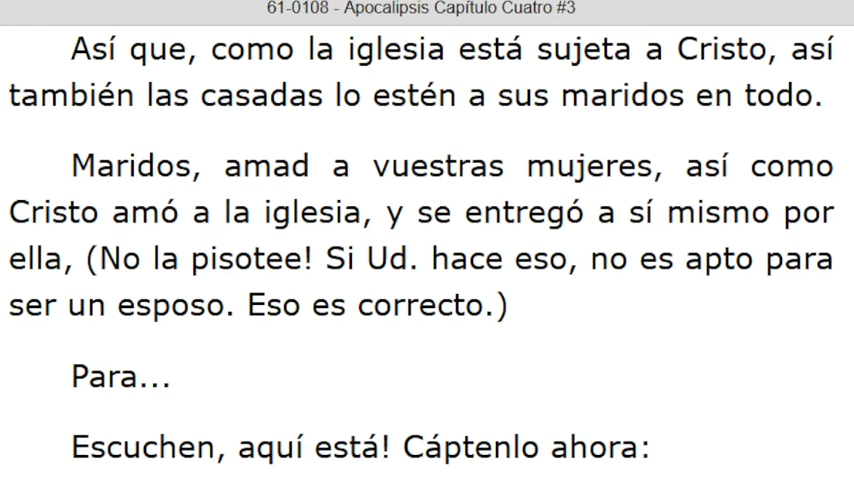 61-0108 - Apocalipsis Capítulo Cuatro #3
Así que, como la iglesia está sujeta a Cristo, así
también las casadas lo estén a sus maridos en todo.
Maridos, amad a vuestras mujeres, así como
Cristo amó a la iglesia, y se entregó a sí mismo por
ella, (No la pisotee! Si Ud. hace eso, no es apto para
ser un esposo. Eso es correcto.)
Para...
Escuchen, aquí está! Cáptenlo ahora: